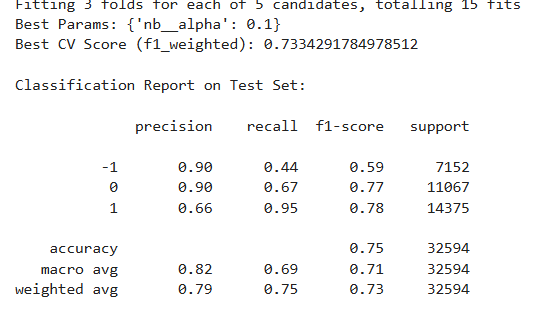 Fitting 3 folds for each of 5 candidates, totalling 15 fits
Best Params: {'nb__alpha': 0.1}
Best CV Score (f1_weighted): 0.7334291784978512
Classification Report on Test Set:
precision recall f1-score support
-1 0.90 0.44 0.59 7152
0 0.90 0.67 0.77 11067
1 0.66 0.95 0.78 14375
accuracy 0.75 32594
macro avg 0.82 0.69 0.71 32594
weighted avg 0.79 0.75 0.73 32594